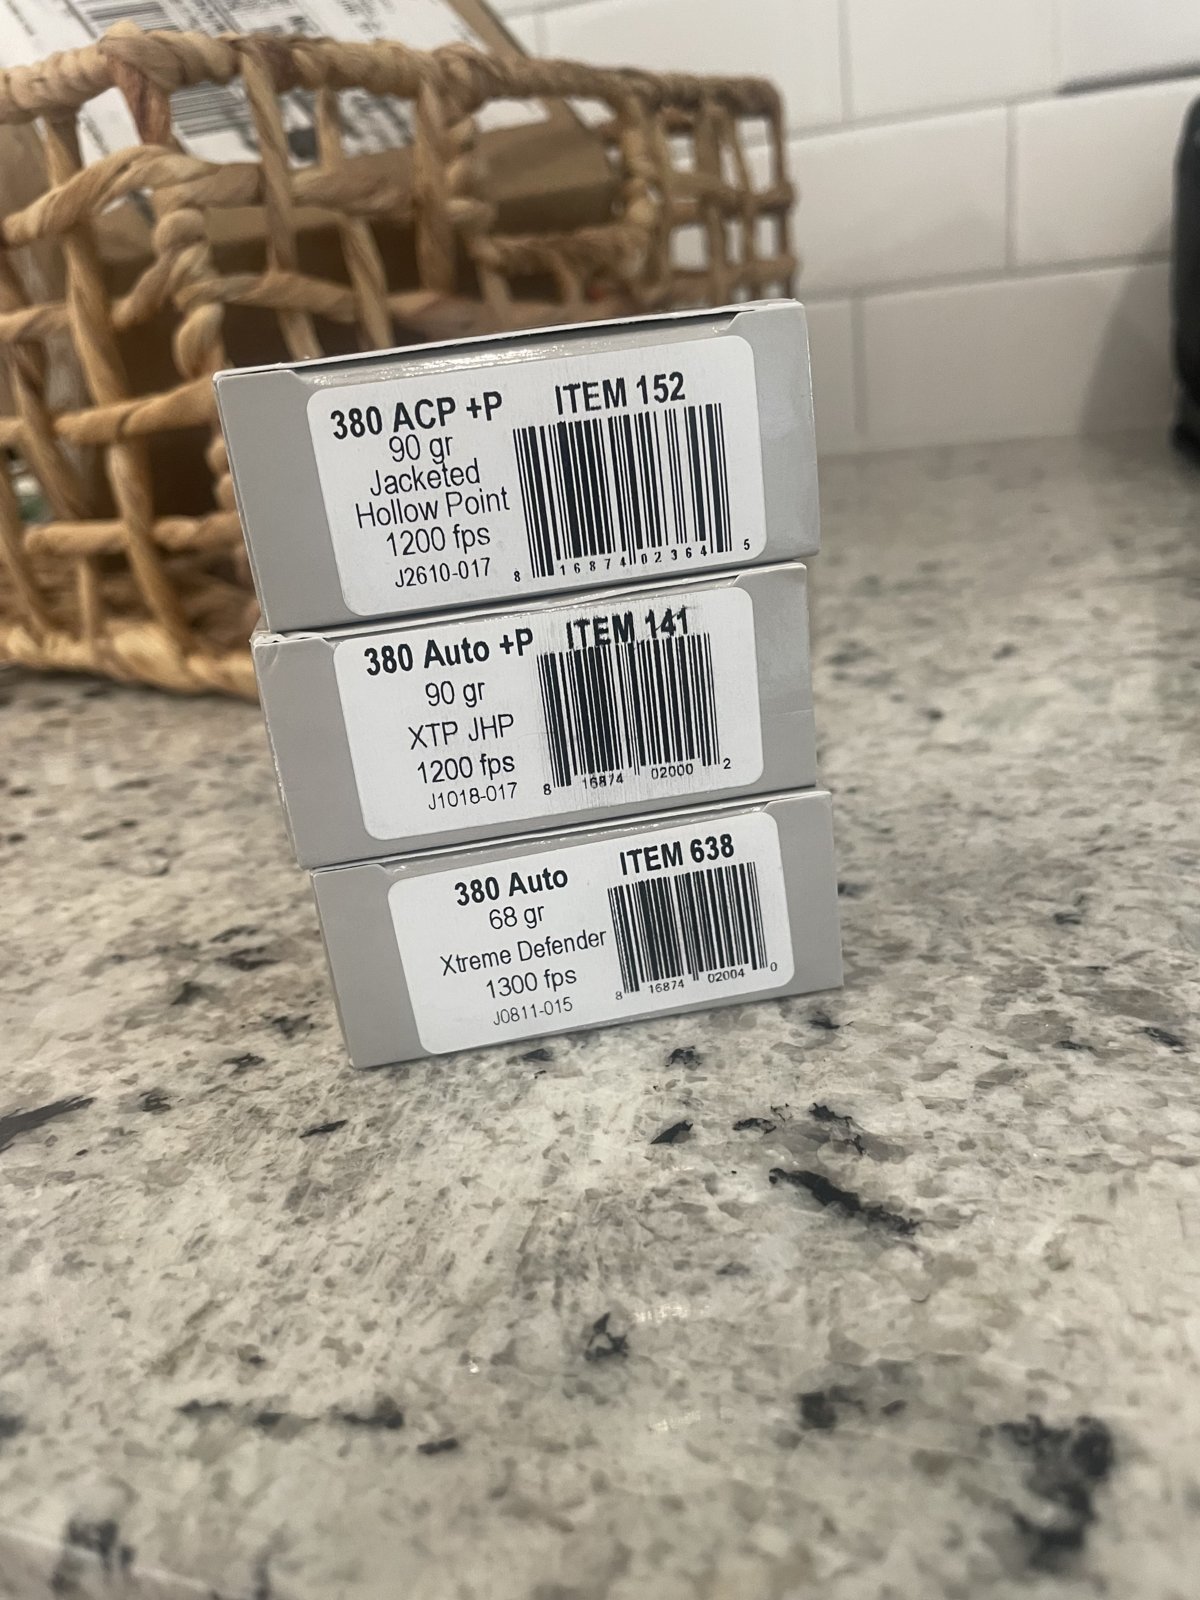 380 ACP +P
90 gr
Jacketed
Hollow Point
1200 fps
J2610-017
ITEM 152
8 16874 02364 5
380 Auto +P
90 gr
XTP JHP
1200 fps
J1018-017
ITEM 141
8 16874 02000 2
380 Auto
68 gr
Xtreme Defender
1300 fps
J0811-015
ITEM 638
8 16874 02004 0